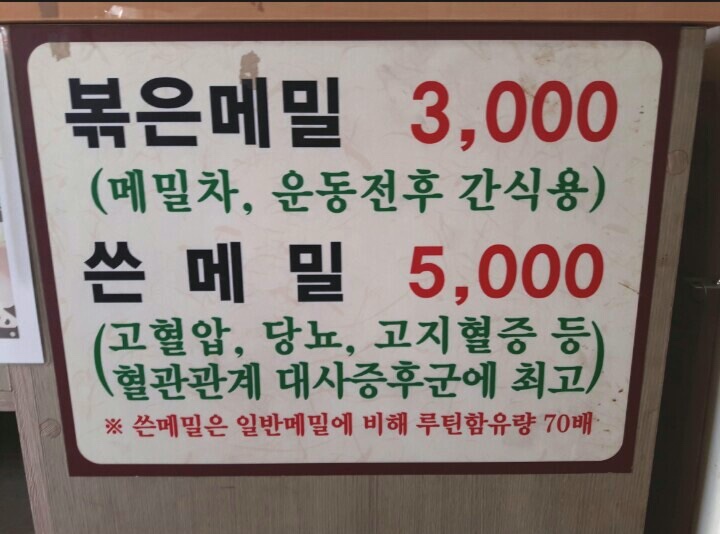 볶은메밀 3,000
(메밀차, 운동전후 간식용)
쓴 메 밀 5,000
(고혈압, 당뇨, 고지혈증 등
혈관관계 대사증후군에 최고)
※ 쓴메밀은 일반메밀에 비해 루틴함유량 70배